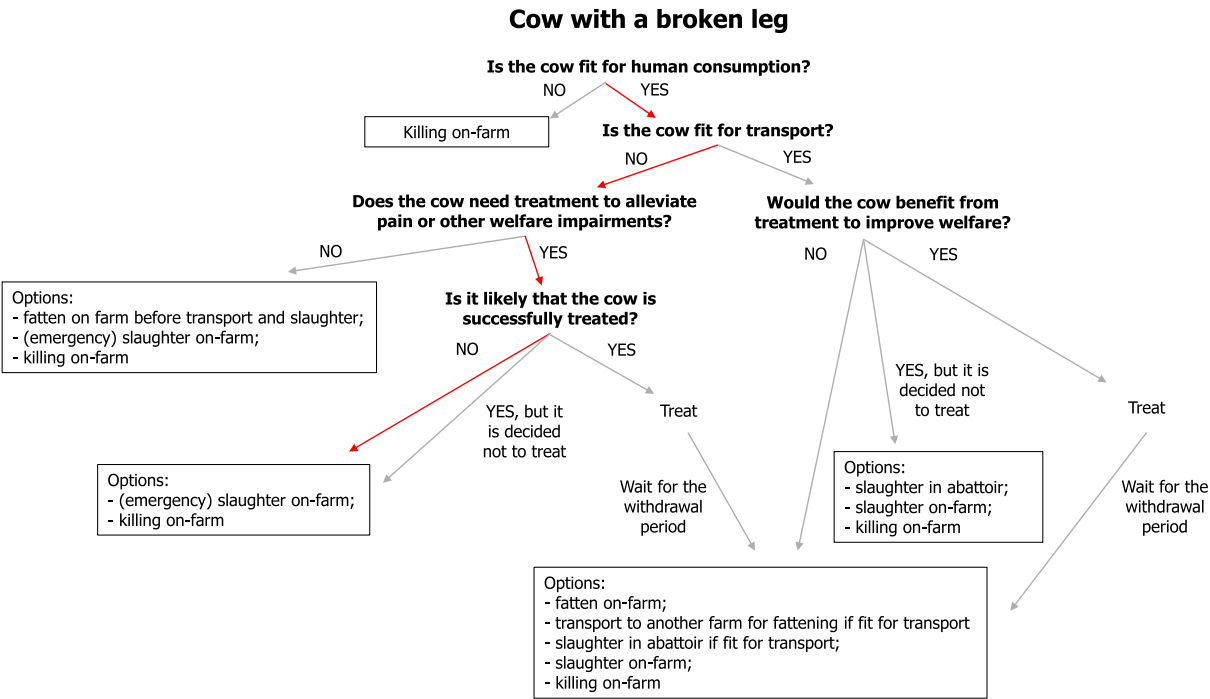 Cow with a broken leg
Is the cow fit for human consumption?
NO
YES
Killing on-farm
Is the cow fit for transport?
NO
YES
Does the cow need treatment to alleviate
pain or other welfare impairments?
Would the cow benefit from
treatment to improve welfare?
NO
YES
NO
YES
Options:
- fatten on farm before transport and slaughter;
- (emergency) slaughter on-farm;
- killing on-farm
Is it likely that the cow is
successfully treated?
NO
YES
YES, but it
is decided
not to treat
Treat
YES, but it is
decided not
to treat
Treat
Options:
- (emergency) slaughter on-farm;
- killing on-farm
Wait for the
withdrawal
period
Options:
- slaughter in abattoir;
- slaughter on-farm;
- killing on-farm
Wait for the
withdrawal
period
Options:
- fatten on-farm;
- transport to another farm for fattening if fit for transport
- slaughter in abattoir if fit for transport;
- slaughter on-farm;
- killing on-farm